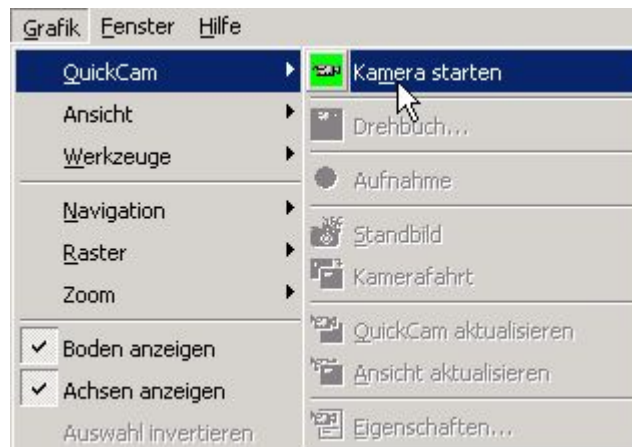 Grafik Fenster Hilfe
QuickCam
Ansicht
Werkzeuge
Navigation
Raster
Zoom
Boden anzeigen
Achsen anzeigen
Auswahl invertieren
Kamera starten
Drehbuch...
Aufnahme
Standbild
Kamerafahrt
QuickCam aktualisieren
Ansicht aktualisieren
Eigenschaften...